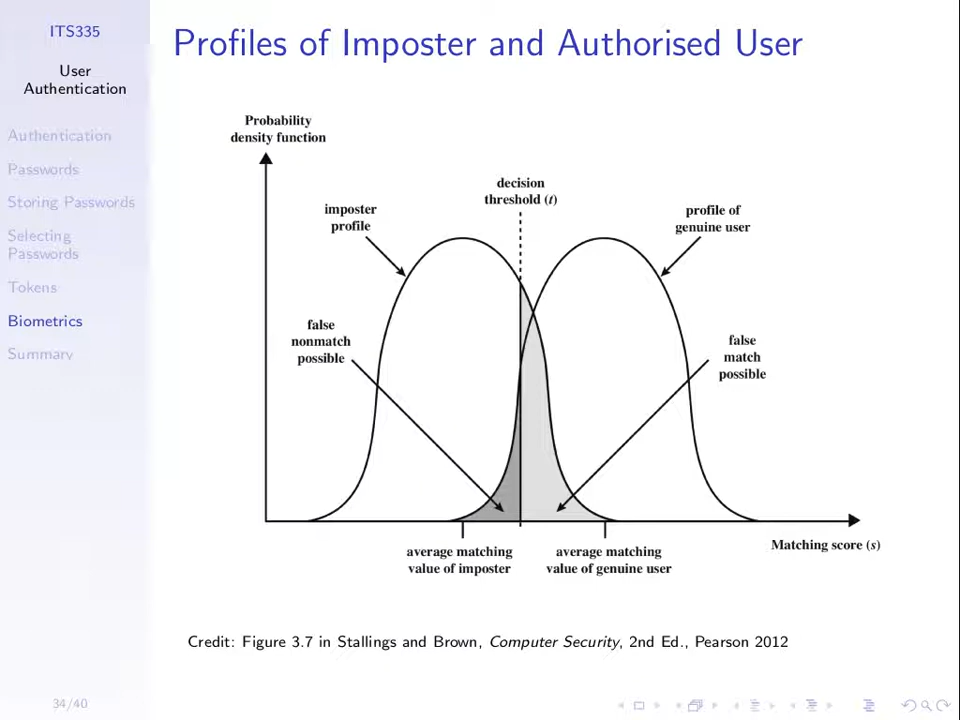 ITS335
User
Authentication
Authentication
Passwords
Storing Passwords
Selecting
Passwords
Tokens
Biometrics
Summary
34/40
Profiles of Imposter and Authorised User
Probability
density function
decision
threshold (t)
imposter
profile
profile of
genuine user
false
nonmatch
possible
false
match
possible
average matching
value of imposter
average matching
value of genuine user
Matching score (s)
Credit: Figure 3.7 in Stallings and Brown, Computer Security, 2nd Ed., Pearson 2012